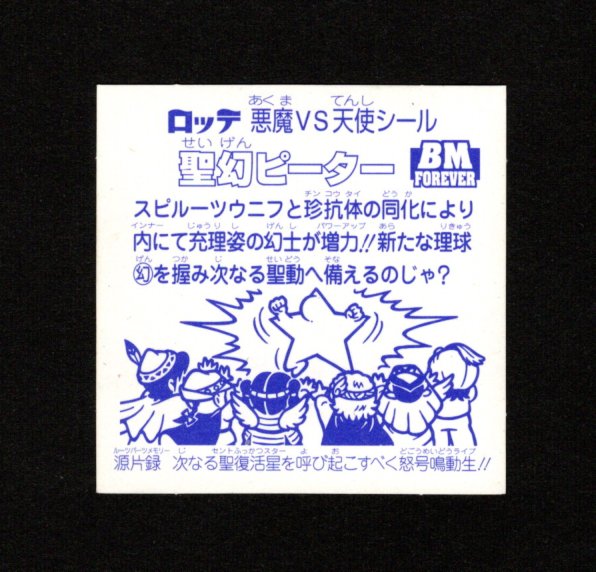 あくま てんし
ロッテ 悪魔VS天使シール
せいげん
聖幻ピーター
BM
FOREVER
チン コウ タイ どうか
スピルーツウニフと珍抗体の同化により
インナー じゅうり し げんし パワーアップ あら りきゅう
内にて充理姿の幻士が増力!!新たな理球
げん つか じ せいどう そな
幻を握み次なる聖動へ備えるのじゃ?
ルーツパーツメモリー じ セントふっかつスター よ お どごうめいどうライブ
源片録 次なる聖復活星を呼び起こすべく怒号鳴動生!!